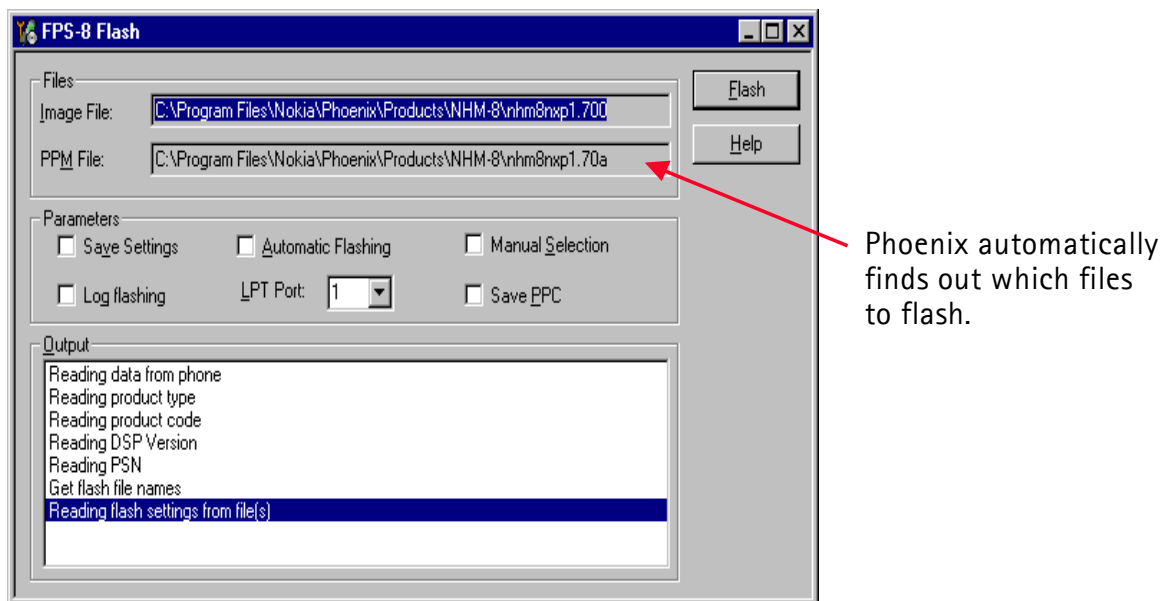 FPS-8 Flash
Files
Image File: C:\Program Files\Nokia\Phoenix\Products\NHM-8\nhm8nxp1.700
PPM File: C:\Program Files\Nokia\Phoenix\Products\NHM-8\nhm8nxp1.70a
Flash
Help
Parameters
Save Settings
Automatic Flashing
Manual Selection
Log flashing
LPT Port: 1
Save PPC
Output
Reading data from phone
Reading product type
Reading product code
Reading DSP Version
Reading PSN
Get flash file names
Reading flash settings from file(s)
Phoenix automatically
finds out which files
to flash.